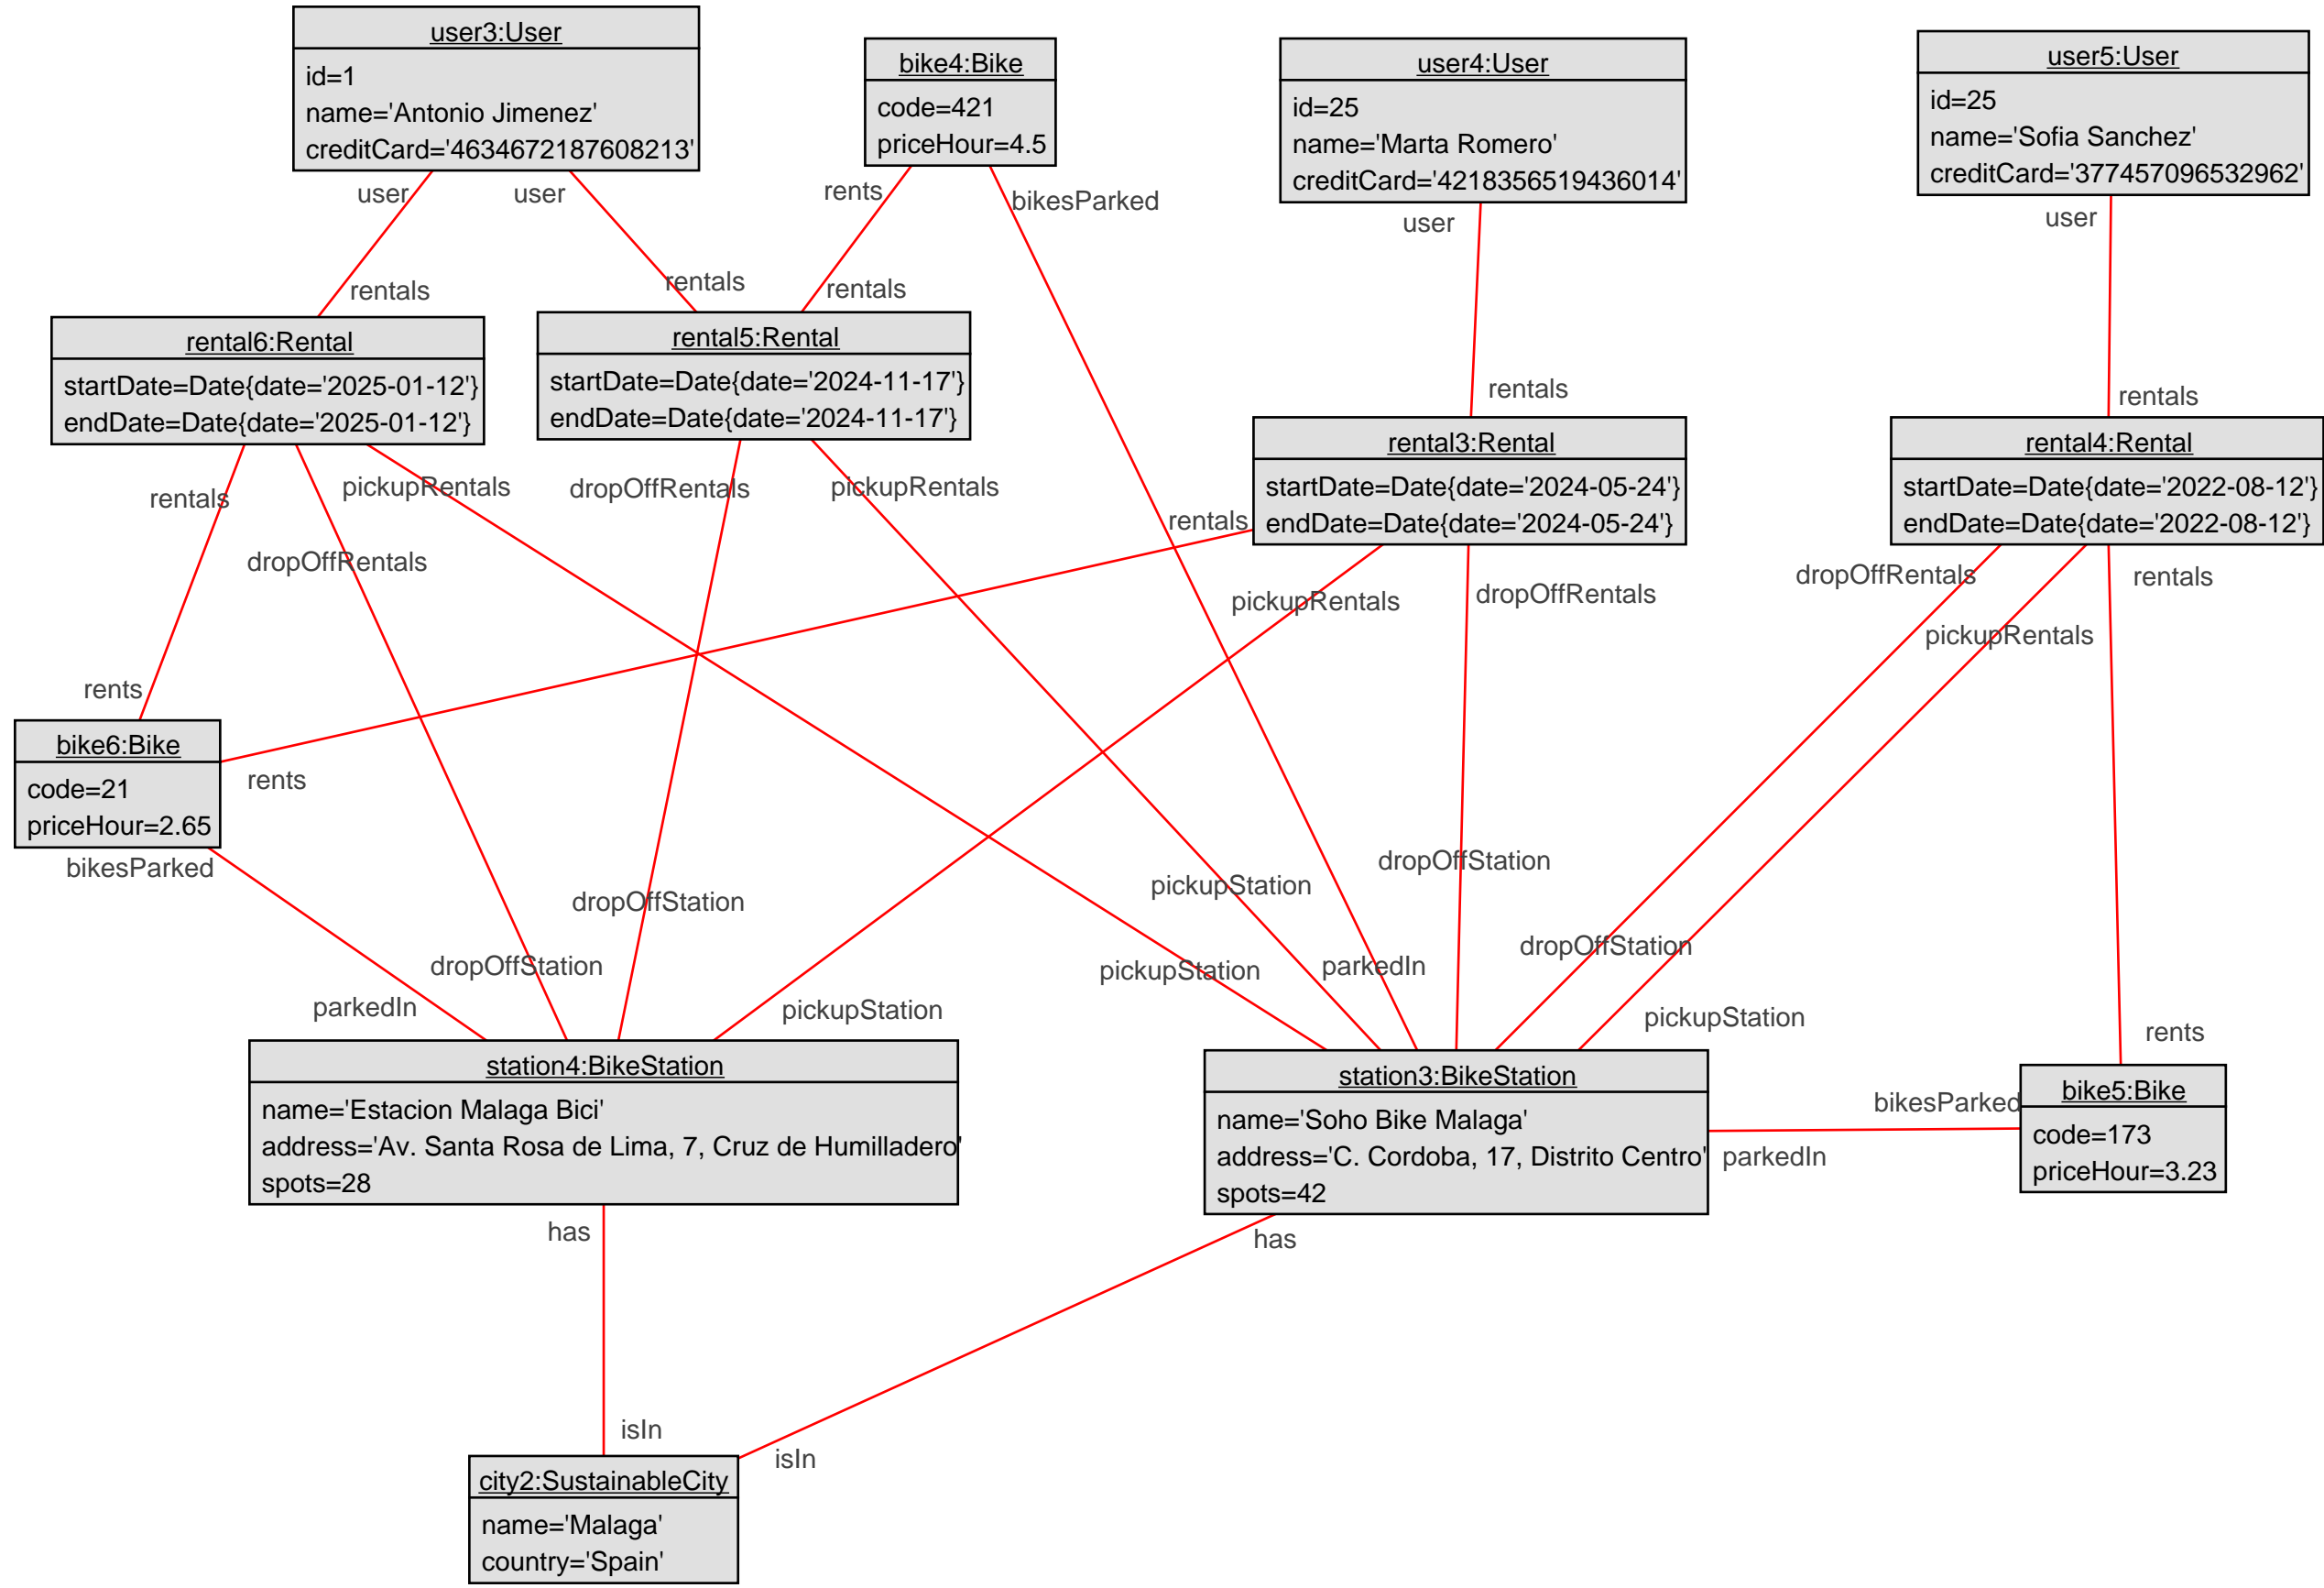 user3:User
id=1
name='Antonio Jimenez'
creditCard='4634672187608213'
bike4:Bike
code=421
priceHour=4.5
user4:User
id=25
name='Marta Romero'
creditCard='4218356519436014'
user5:User
id=25
name='Sofia Sanchez'
creditCard='377457096532962'
user
user
rents
bikesParked
user
user
rentals
rentals
rentals
rentals
rentals
rental6:Rental
startDate=Date{date='2025-01-12'}
endDate=Date{date='2025-01-12'}
rental5:Rental
startDate=Date{date='2024-11-17'}
endDate=Date{date='2024-11-17'}
rental3:Rental
startDate=Date{date='2024-05-24'}
endDate=Date{date='2024-05-24'}
rental4:Rental
startDate=Date{date='2022-08-12'}
endDate=Date{date='2022-08-12'}
rentals
pickupRentals
dropOffRentals
pickupRentals
rentals
dropOffRentals
pickupRentals
dropOffRentals
dropOffRentals
rentals
pickupRentals
rents
bike6:Bike
code=21
priceHour=2.65
rents
bikesParked
dropOffStation
pickupStation
dropOffStation
dropOffStation
parkedIn
pickupStation
pickupStation
parkedIn
dropOffStation
pickupStation
rents
station4:BikeStation
name='Estacion Malaga Bici'
address='Av. Santa Rosa de Lima, 7, Cruz de Humilladero'
spots=28
station3:BikeStation
name='Soho Bike Malaga'
address='C. Cordoba, 17, Distrito Centro'
spots=42
bikesParked
parkedIn
bike5:Bike
code=173
priceHour=3.23
has
has
isIn
isIn
city2:SustainableCity
name='Malaga'
country='Spain'